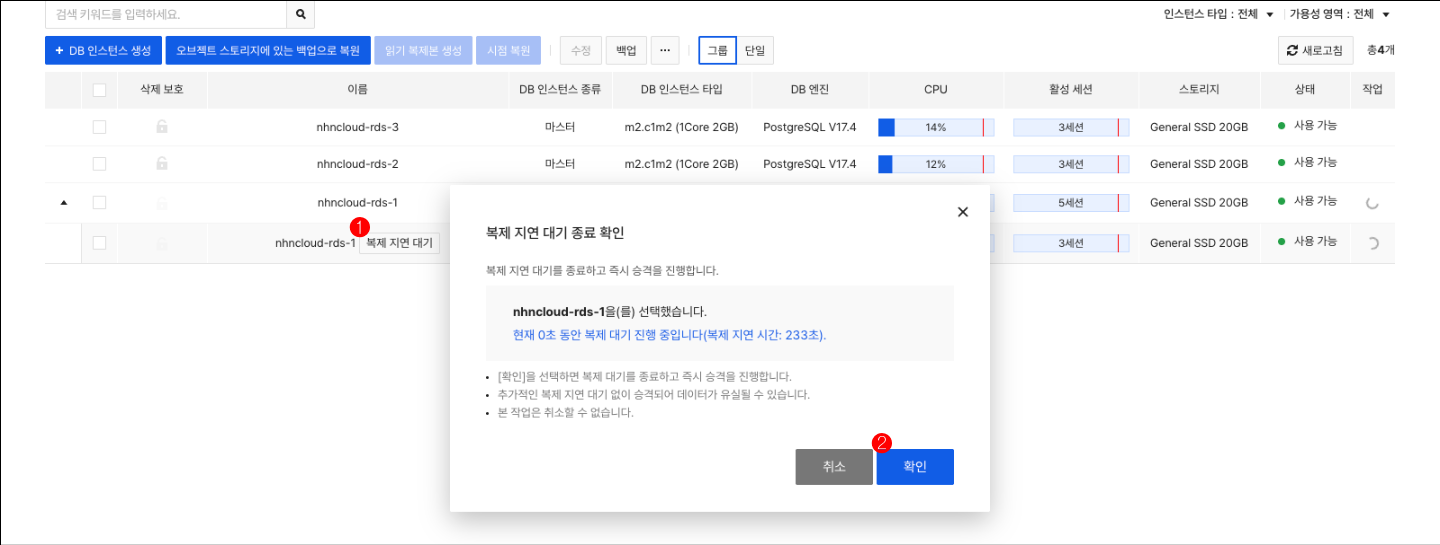 검색 키워드를 입력하세요.
인스턴스 타입 : 전체 가용성 영역 : 전체
+ DB 인스턴스 생성 오브젝트 스토리지에 있는 백업으로 복원 읽기 복제본 생성 시점 복원 수정 백업 ··· 그룹 단일 새로고침 총4개
삭제 보호 이름 DB 인스턴스 종류 DB 인스턴스 타입 DB 엔진 CPU 활성 세션 스토리지 상태 작업
nhncloud-rds-3 마스터 m2.c1m2 (1Core 2GB) PostgreSQL V17.4 14% 3세션 General SSD 20GB 사용 가능
nhncloud-rds-2 마스터 m2.c1m2 (1Core 2GB) PostgreSQL V17.4 12% 3세션 General SSD 20GB 사용 가능
nhncloud-rds-1 5세션 General SSD 20GB 사용 가능
1
nhncloud-rds-1 복제 지연 대기 3세션 General SSD 20GB 사용 가능
복제 지연 대기 종료 확인
복제 지연 대기를 종료하고 즉시 승격을 진행합니다.
nhncloud-rds-1을(를) 선택했습니다.
현재 0초 동안 복제 대기 진행 중입니다(복제 지연 시간: 233초).
• [확인]을 선택하면 복제 대기를 종료하고 즉시 승격을 진행합니다.
• 추가적인 복제 지연 대기 없이 승격되어 데이터가 유실될 수 있습니다.
• 본 작업은 취소할 수 없습니다.
2
취소 확인